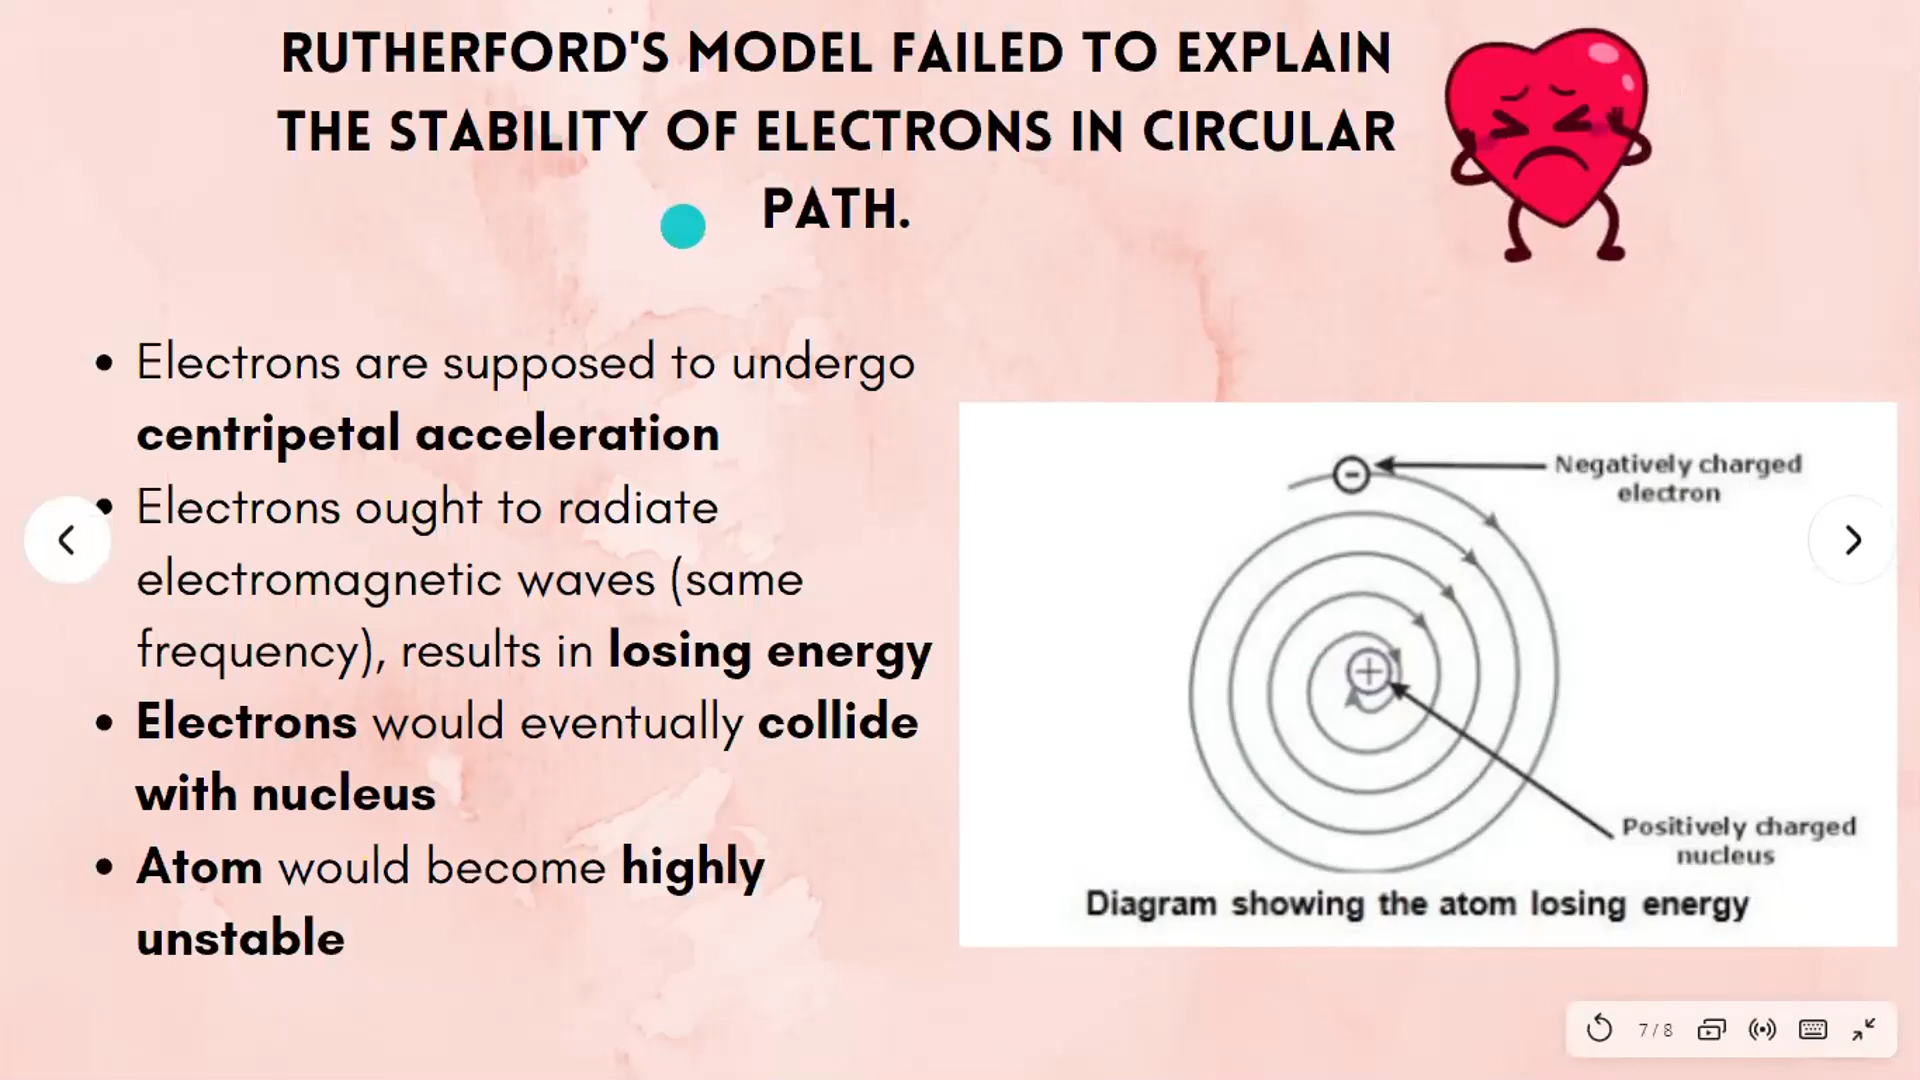 RUTHERFORD'S MODEL FAILED TO EXPLAIN
THE STABILITY OF ELECTRONS IN CIRCULAR
PATH.
• Electrons are supposed to undergo
centripetal acceleration
• Electrons ought to radiate
electromagnetic waves (same
frequency), results in losing energy
• Electrons would eventually collide
with nucleus
• Atom would become highly
unstable
Negatively charged
electron
Positively charged
nucleus
Diagram showing the atom losing energy
7 / 8